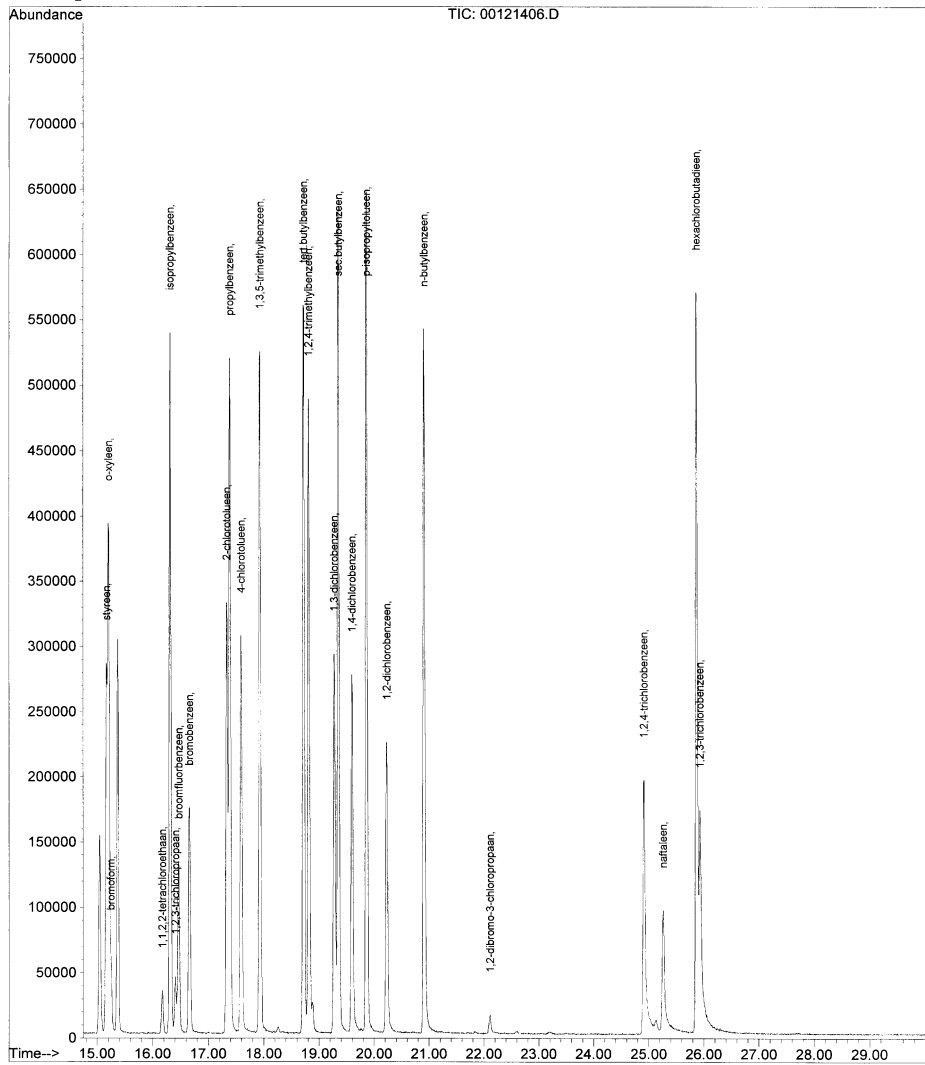 Abundance
TIC: 00121406.D
750000
700000
650000
600000
550000
500000
450000
400000
350000
300000
250000
200000
150000
100000
50000
0
o-xyleen,
styreen,
bromoform,
1,1,2,2-tetrachloroethaan,
isopropylbenzeen,
1,2,3-trichloropropaan,
broomfluorbenzeen,
bromobenzeen,
2-chlorotolueen,
propylbenzeen,
4-chlorotolueen,
1,3,5-trimethylbenzeen,
tert.butylbenzeen,
1,2,4-trimethylbenzeen,
1,3-dichlorobenzeen,
sec.butylbenzeen,
1,4-dichlorobenzeen,
p-isopropyltolueen,
1,2-dichlorobenzeen,
n-butylbenzeen,
1,2-dibromo-3-chloropropaan,
1,2,4-trichlorobenzeen,
naftaleen,
hexachlorobutadieen,
1,2,3-trichlorobenzeen,
Time--> 15.00 16.00 17.00 18.00 19.00 20.00 21.00 22.00 23.00 24.00 25.00 26.00 27.00 28.00 29.00